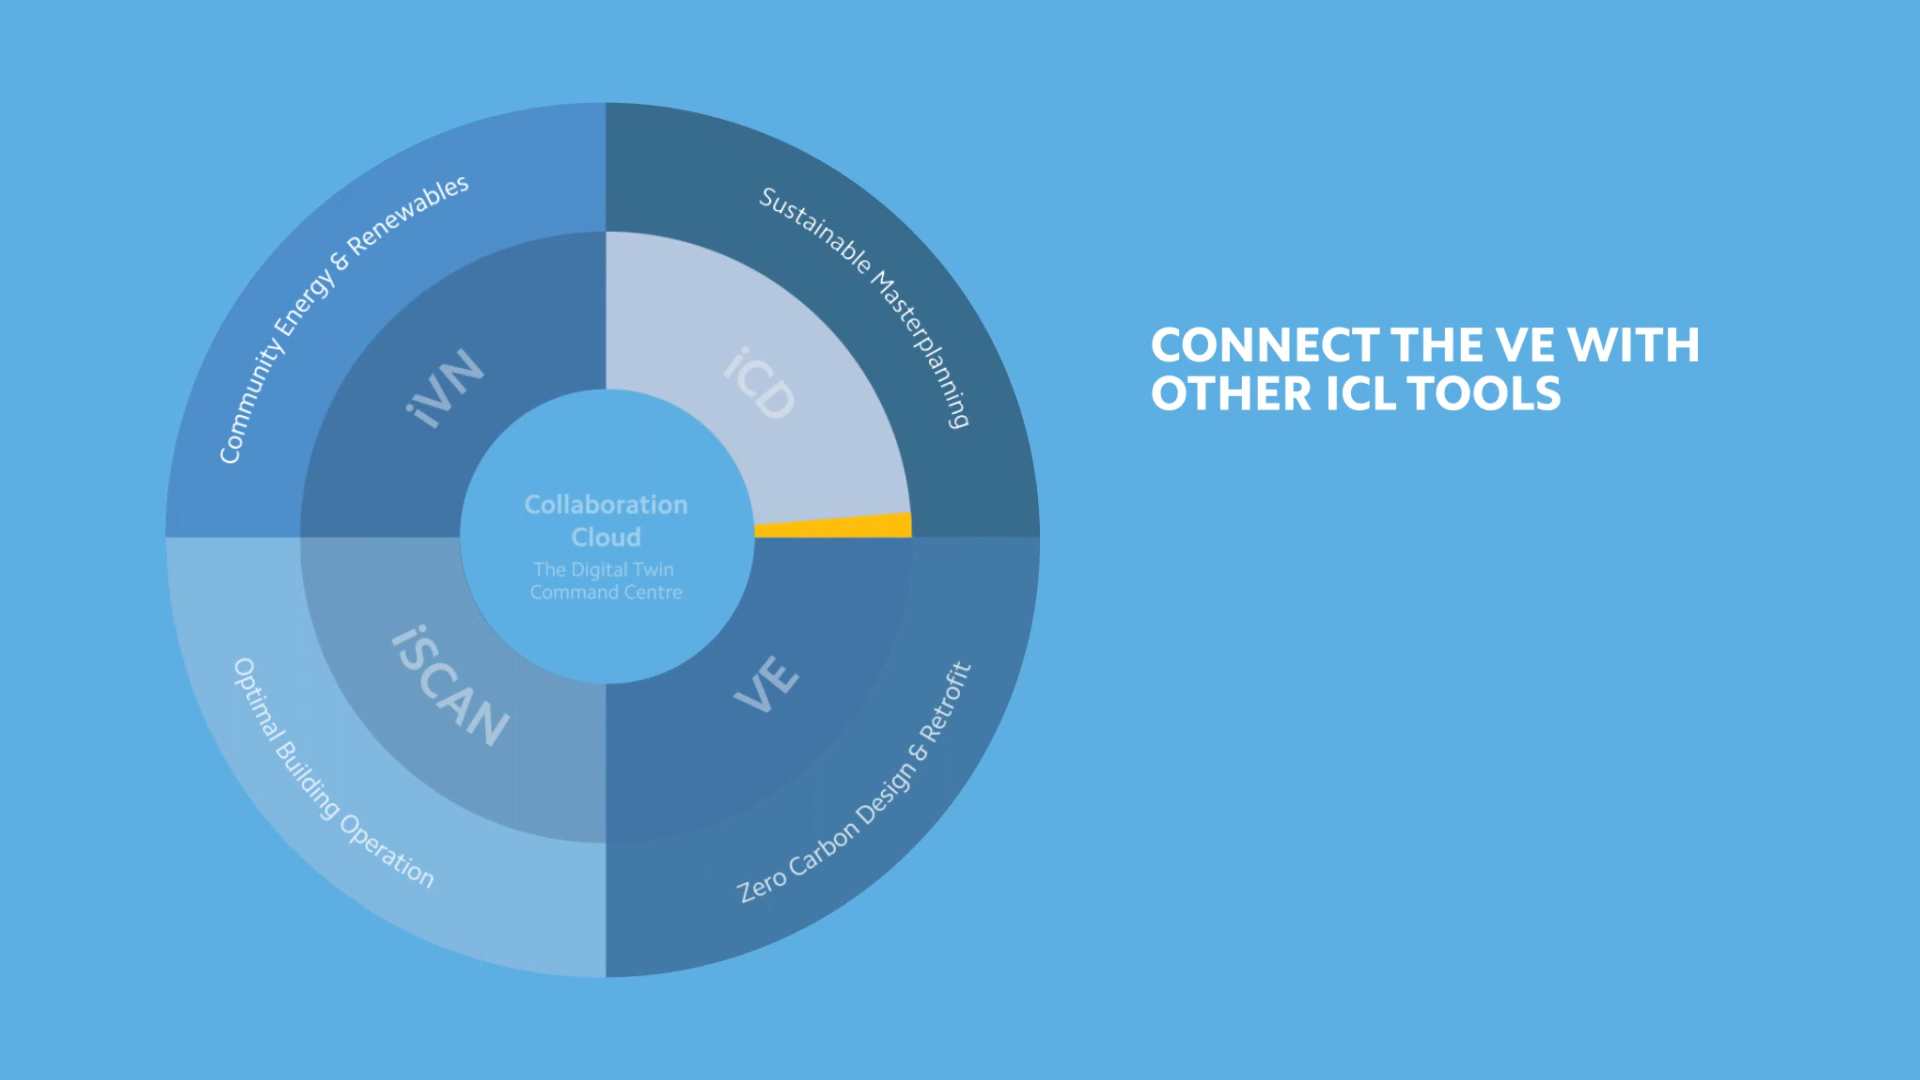 Community Energy & Renewables
Sustainable Masterplanning
iVN
iCD
Collaboration
Cloud
The Digital Twin
Command Centre
iSCAN
VE
Optimal Building Operation
Zero Carbon Design & Retrofit
CONNECT THE VE WITH
OTHER ICL TOOLS